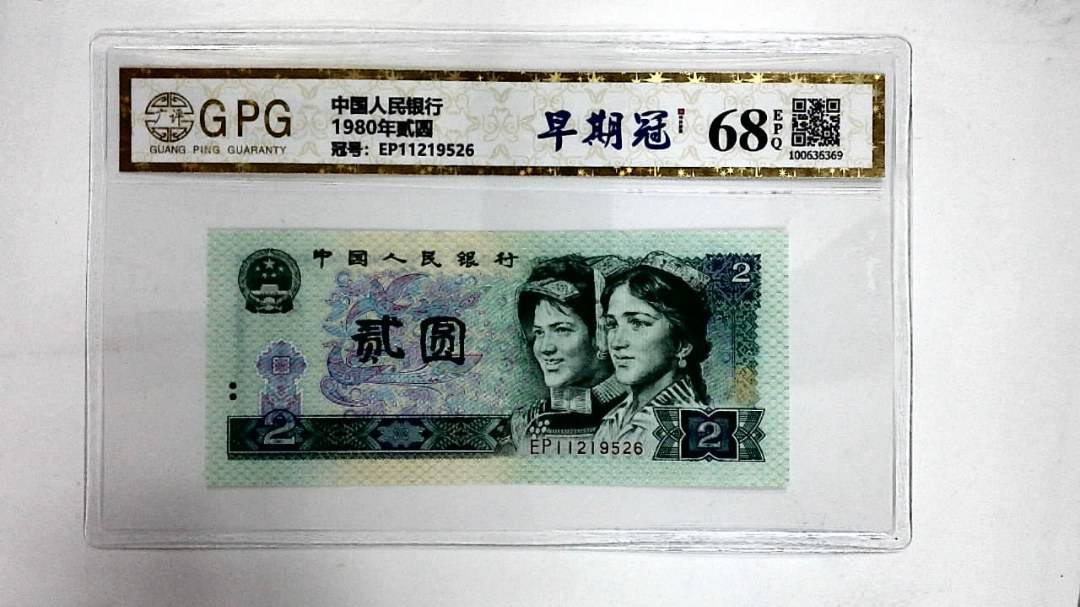 广评
GPG
GUANG PING GUARANTY
中国人民银行
1980年贰圆
冠号：EP11219526
早期冠
68
EPQ
100636369
中国人民银行
2
贰圆
2
EP11219526
2